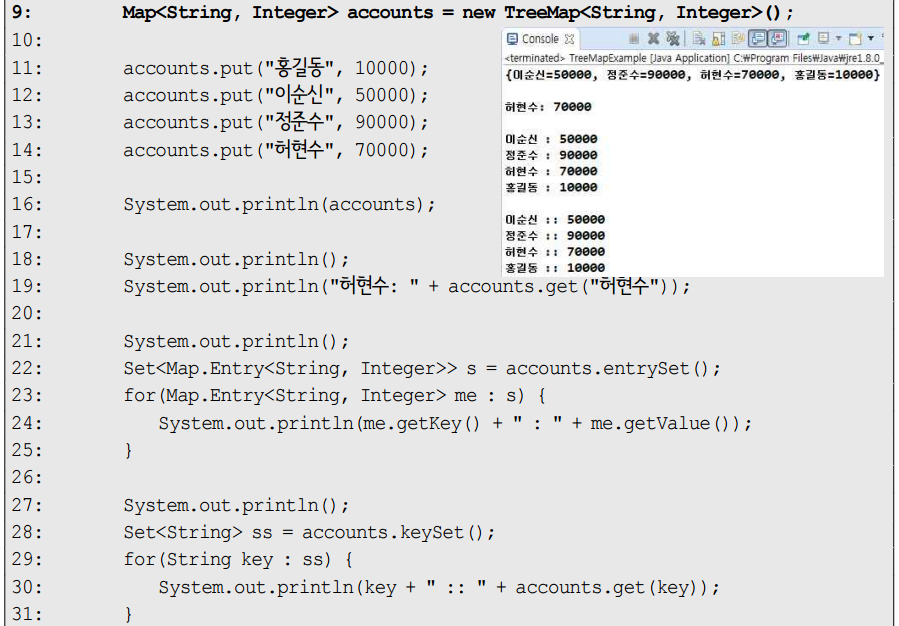 9: Map<String, Integer> accounts = new TreeMap<String, Integer>();
10:
11: accounts.put("홍길동", 10000);
12: accounts.put("이순신", 50000);
13: accounts.put("정준수", 90000);
14: accounts.put("허현수", 70000);
15:
16: System.out.println(accounts);
17:
18: System.out.println();
19: System.out.println("허현수: " + accounts.get("허현수"));
20:
21: System.out.println();
22: Set<Map.Entry<String, Integer>> s = accounts.entrySet();
23: for(Map.Entry<String, Integer> me : s) {
24: System.out.println(me.getKey() + " : " + me.getValue());
25: }
26:
27: System.out.println();
28: Set<String> ss = accounts.keySet();
29: for(String key : ss) {
30: System.out.println(key + " :: " + accounts.get(key));
31: }
Console
<terminated> TreeMapExample [Java Application] C:₩Program Files₩Java₩jre1.8.0_
{이순신=50000, 정준수=90000, 허현수=70000, 홍길동=10000}
허현수: 70000
이순신 : 50000
정준수 : 90000
허현수 : 70000
홍길동 : 10000
이순신 :: 50000
정준수 :: 90000
허현수 :: 70000
홍길동 :: 10000